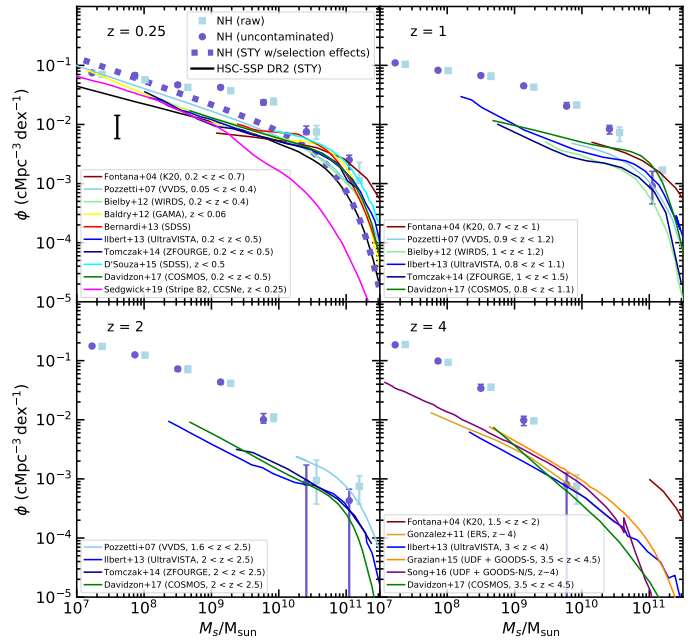 z = 0.25
NH (raw)
NH (uncontaminated)
NH (STY w/selection effects)
HSC-SSP DR2 (STY)
Fontana+04 (K20, 0.2 < z < 0.7)
Pozzetti+07 (VVDS, 0.05 < z < 0.4)
Bielby+12 (WIRDS, 0.2 < z < 0.4)
Baldry+12 (GAMA), z < 0.06
Bernardi+13 (SDSS)
Ilbert+13 (UltraVISTA, 0.2 < z < 0.5)
Tomczak+14 (ZFOURGE, 0.2 < z < 0.5)
D'Souza+15 (SDSS), z < 0.5
Davidzon+17 (COSMOS, 0.2 < z < 0.5)
Sedgwick+19 (Stripe 82, CCSNe, z < 0.25)
10⁻¹
10⁻²
10⁻³
10⁻⁴
10⁻⁵
ϕ (cMpc⁻³ dex⁻¹)
z = 1
Fontana+04 (K20, 0.7 < z < 1)
Pozzetti+07 (VVDS, 0.9 < z < 1.2)
Bielby+12 (WIRDS, 1 < z < 1.2)
Ilbert+13 (UltraVISTA, 0.8 < z < 1.1)
Tomczak+14 (ZFOURGE, 1 < z < 1.5)
Davidzon+17 (COSMOS, 0.8 < z < 1.1)
z = 2
Pozzetti+07 (VVDS, 1.6 < z < 2.5)
Ilbert+13 (UltraVISTA, 2 < z < 2.5)
Tomczak+14 (ZFOURGE, 2 < z < 2.5)
Davidzon+17 (COSMOS, 2 < z < 2.5)
10⁻¹
10⁻²
10⁻³
10⁻⁴
10⁻⁵
ϕ (cMpc⁻³ dex⁻¹)
10⁷ 10⁸ 10⁹ 10¹⁰ 10¹¹
Mₛ/Mₛᵤₙ
z = 4
Fontana+04 (K20, 1.5 < z < 2)
Gonzalez+11 (ERS, z~ 4)
Ilbert+13 (UltraVISTA, 3 < z < 4)
Grazian+15 (UDF + GOODS-S, 3.5 < z < 4.5)
Song+16 (UDF + GOODS-N/S, z~4)
Davidzon+17 (COSMOS, 3.5 < z < 4.5)
10⁷ 10⁸ 10⁹ 10¹⁰ 10¹¹
Mₛ/Mₛᵤₙ